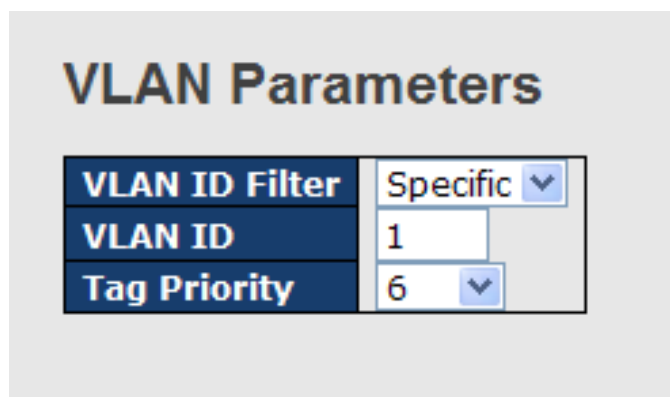 VLAN Parameters
VLAN ID Filter Specific
VLAN ID 1
Tag Priority 6